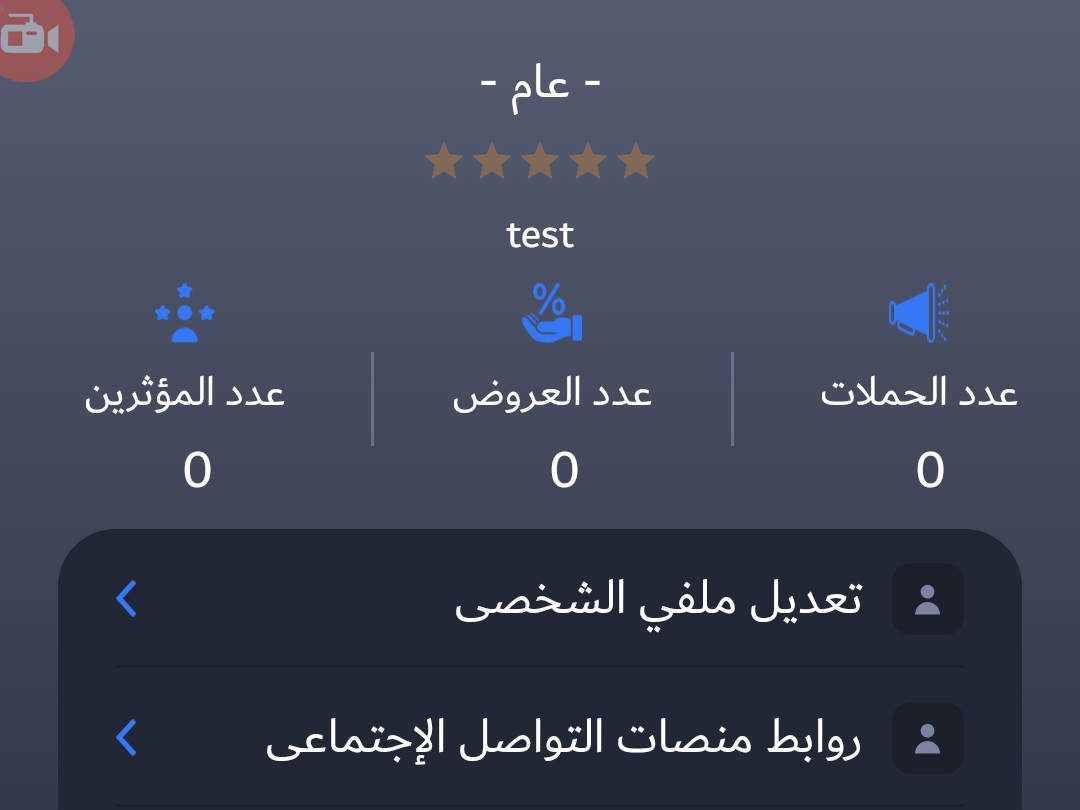 - عام -
test
عدد الحملات
عدد العروض
عدد المؤثرين
0
0
0
تعديل ملفي الشخصى
روابط منصات التواصل الإجتماعى